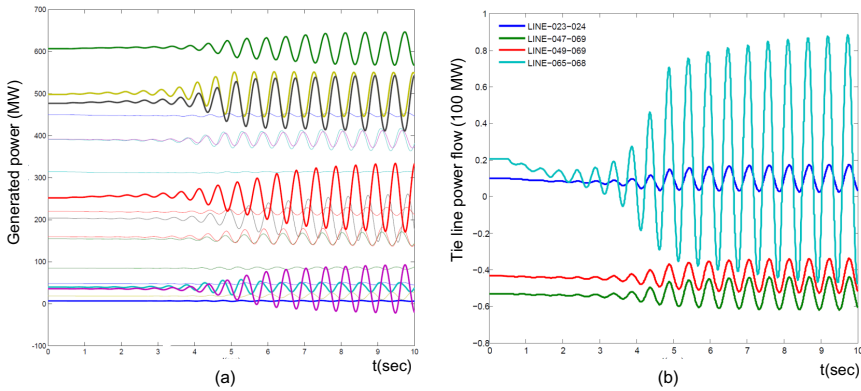 Generated power (MW)
700
600
500
400
300
200
100
0
-100
0 1 2 3 4 5 6 7 8 9 10
t(sec)
(a)
Tie line power flow (100 MW)
1
0.8
0.6
0.4
0.2
0
-0.2
-0.4
-0.6
-0.8
LINE-023-024
LINE-047-069
LINE-049-069
LINE-065-068
0 1 2 3 4 5 6 7 8 9 10
t(sec)
(b)